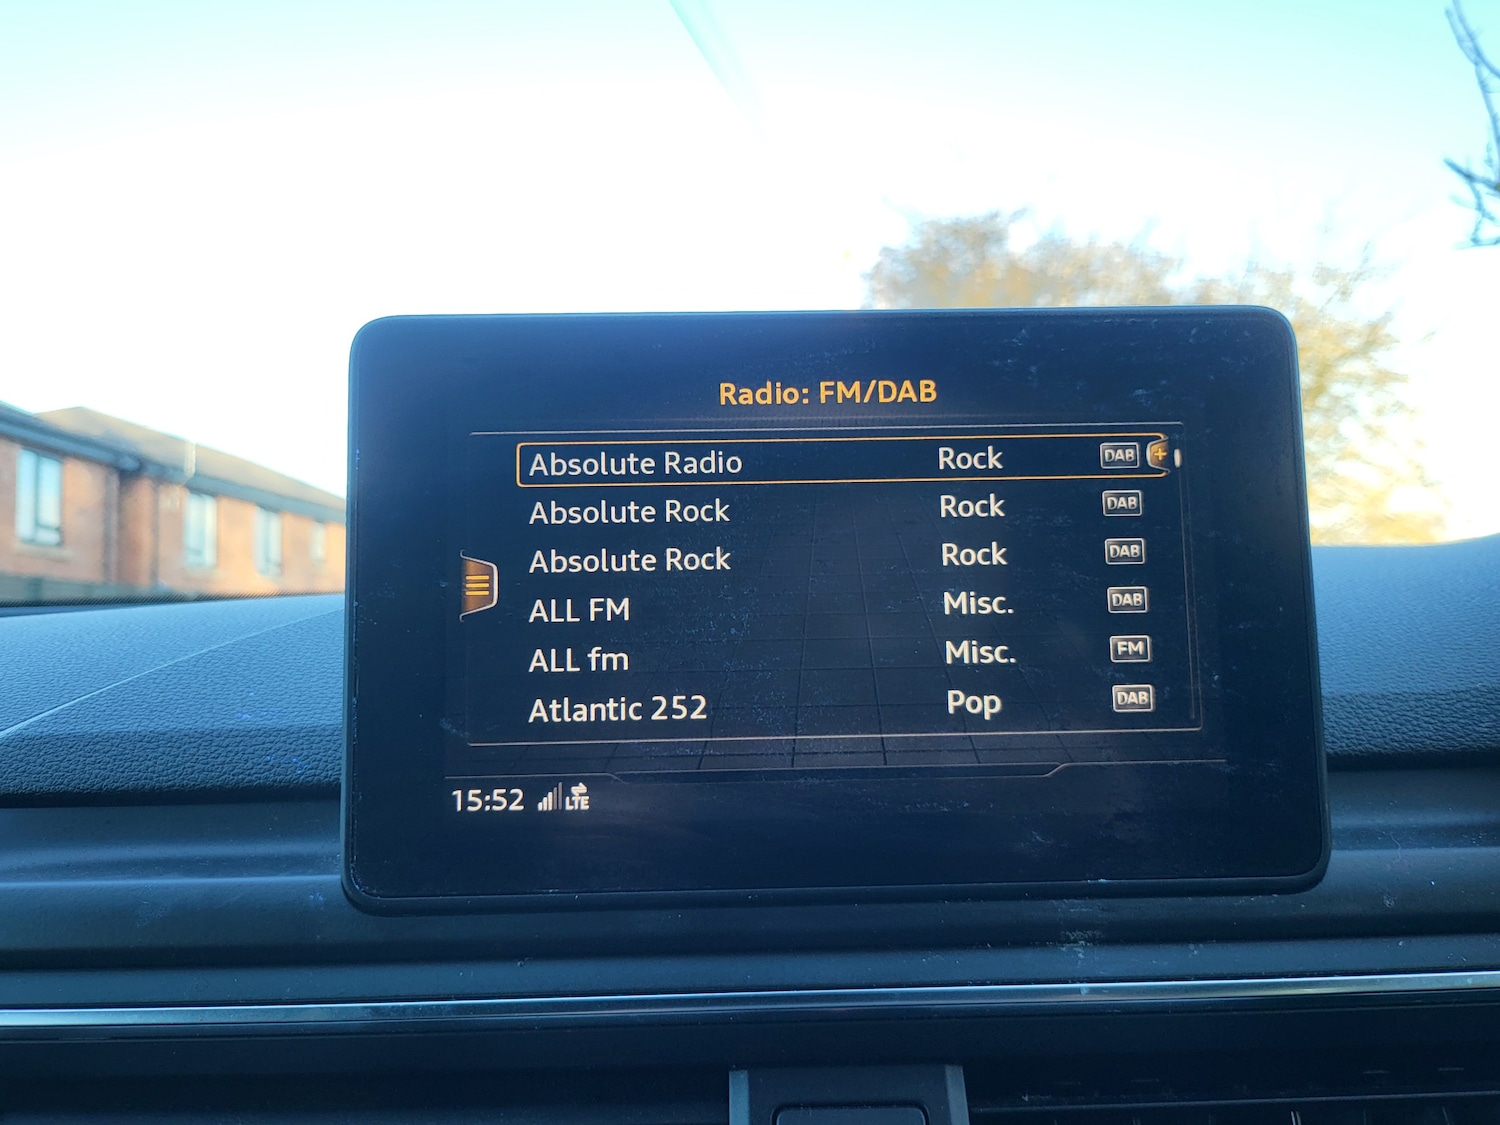 Radio: FM/DAB
Absolute Radio Rock DAB
Absolute Rock Rock DAB
Absolute Rock Rock DAB
ALL FM Misc. DAB
ALL fm Misc. FM
Atlantic 252 Pop DAB
15:52 LTE